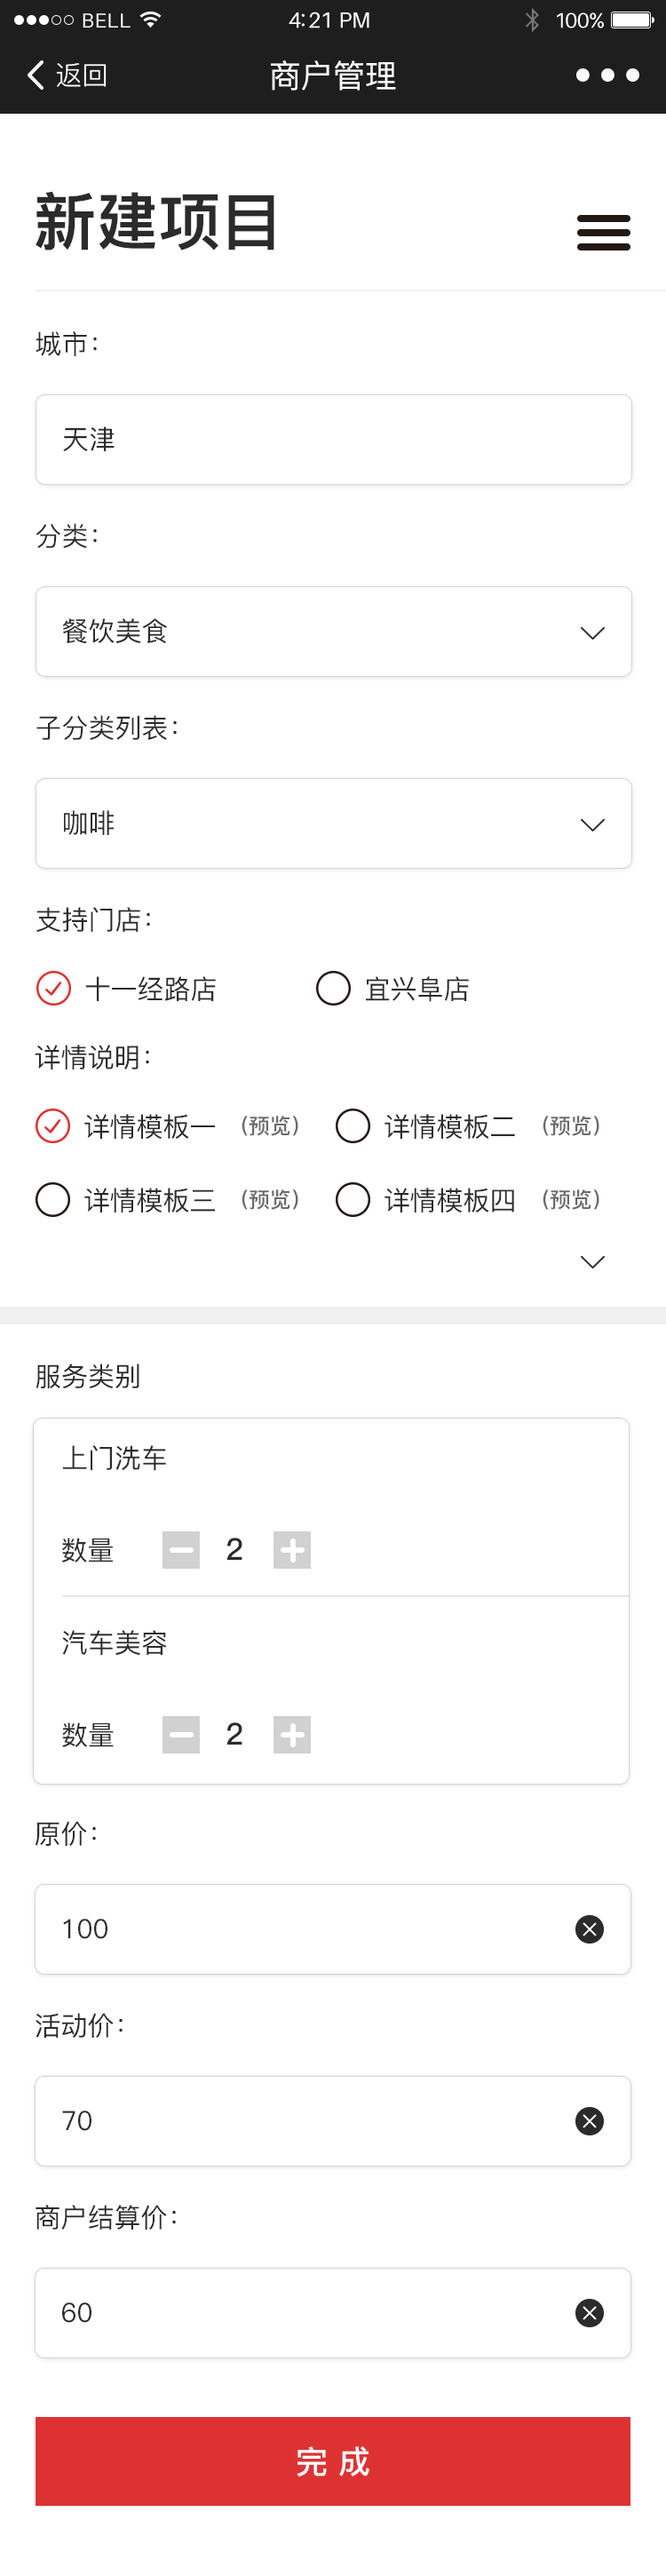 BELL 4:21 PM 100%
返回 商户管理
新建项目
城市：
天津
分类：
餐饮美食
子分类列表：
咖啡
支持门店：
十一经路店 宜兴阜店
详情说明：
详情模板一 （预览） 详情模板二 （预览）
详情模板三 （预览） 详情模板四 （预览）
服务类别
上门洗车
数量 2
汽车美容
数量 2
原价：
100
活动价：
70
商户结算价：
60
完 成